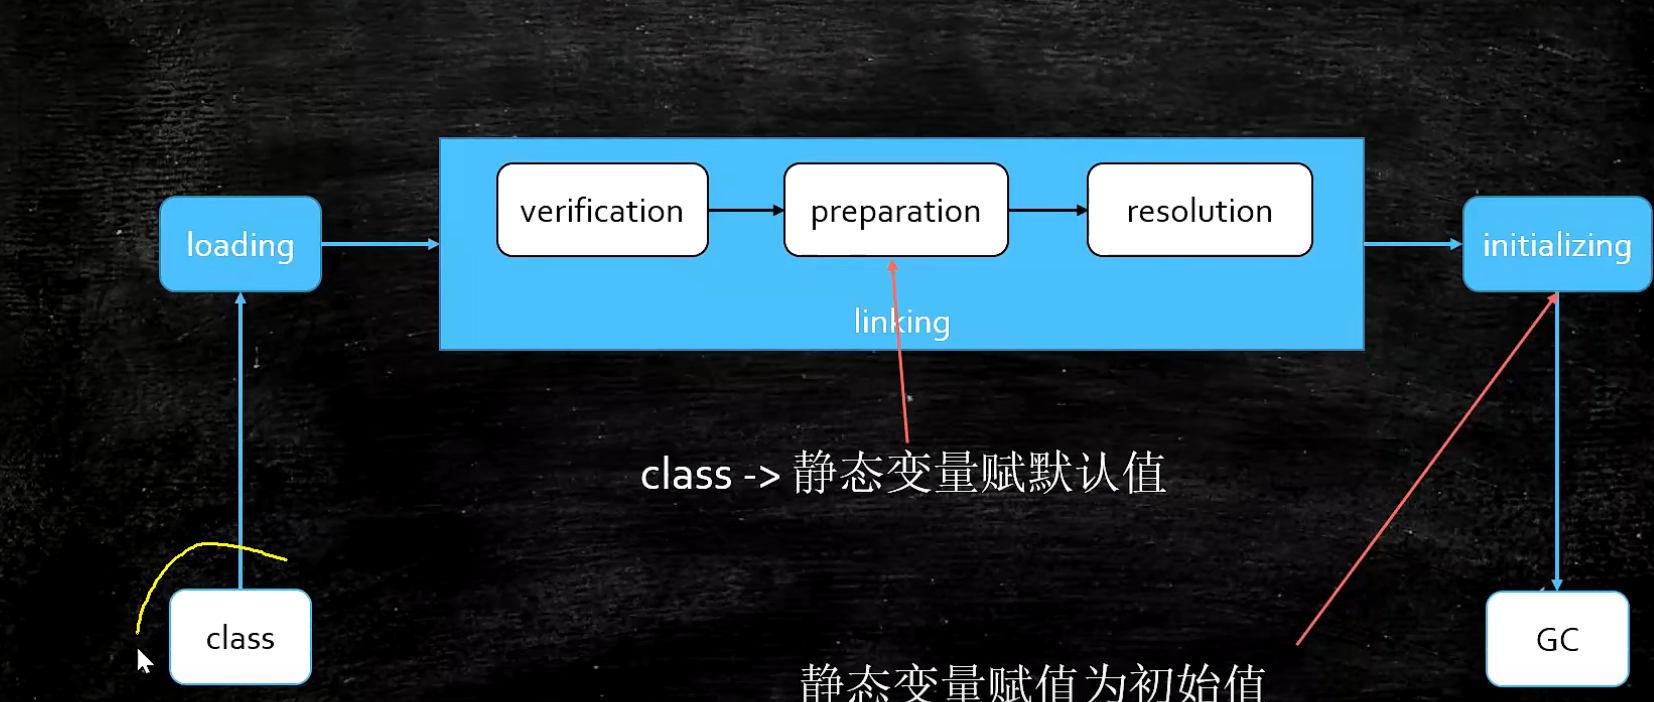 verification
preparation
resolution
loading
initializing
linking
class -> 静态变量赋默认值
class
GC
静态变量赋值为初始值